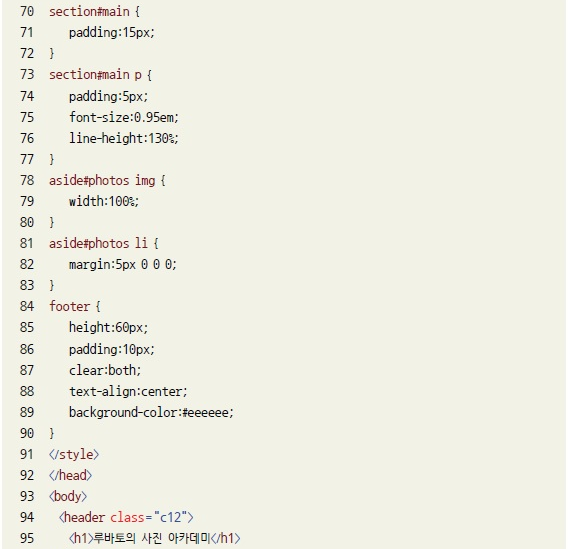 70 section#main {
71 padding:15px;
72 }
73 section#main p {
74 padding:5px;
75 font-size:0.95em;
76 line-height:130%;
77 }
78 aside#photos img {
79 width:100%;
80 }
81 aside#photos li {
82 margin:5px 0 0 0;
83 }
84 footer {
85 height:60px;
86 padding:10px;
87 clear:both;
88 text-align:center;
89 background-color:#eeeeee;
90 }
91 </style>
92 </head>
93 <body>
94 <header class="c12">
95 <h1>루바토의 사진 아카데미</h1>